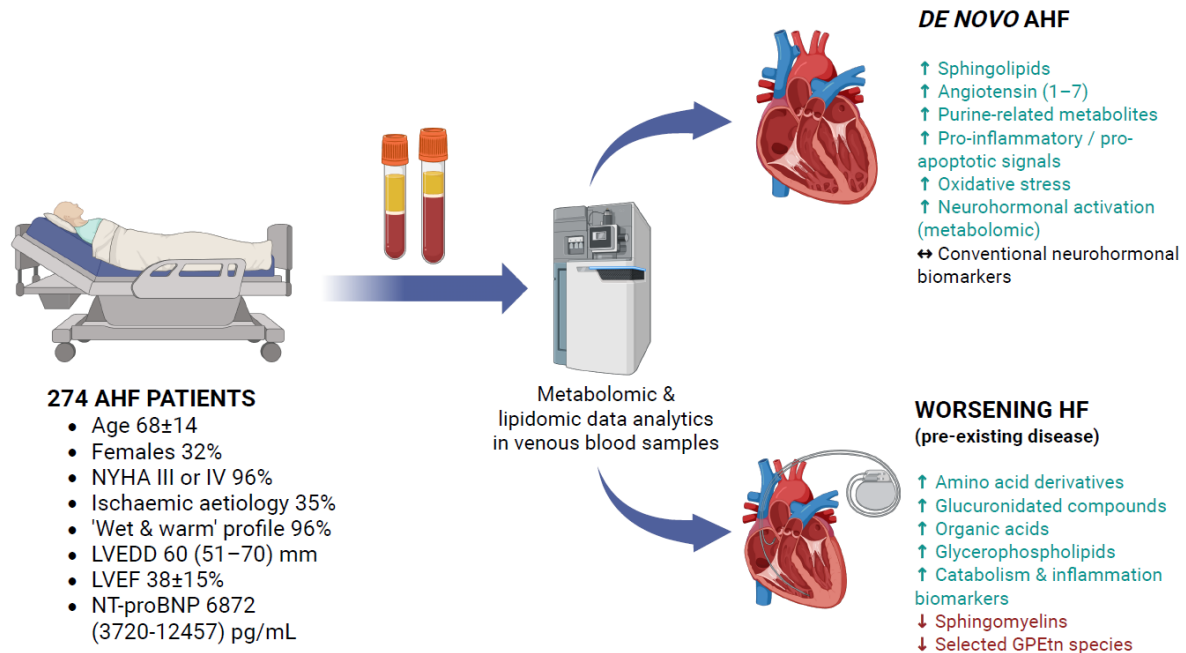 274 AHF PATIENTS
• Age 68±14
• Females 32%
• NYHA III or IV 96%
• Ischaemic aetiology 35%
• 'Wet & warm' profile 96%
• LVEDD 60 (51–70) mm
• LVEF 38±15%
• NT-proBNP 6872
(3720-12457) pg/mL
Metabolomic &
lipidomic data analytics
in venous blood samples
DE NOVO AHF
↑ Sphingolipids
↑ Angiotensin (1–7)
↑ Purine-related metabolites
↑ Pro-inflammatory / pro-
apoptotic signals
↑ Oxidative stress
↑ Neurohormonal activation
(metabolomic)
↔ Conventional neurohormonal
biomarkers
WORSENING HF
(pre-existing disease)
↑ Amino acid derivatives
↑ Glucuronidated compounds
↑ Organic acids
↑ Glycerophospholipids
↑ Catabolism & inflammation
biomarkers
↓ Sphingomyelins
↓ Selected GPEtn species